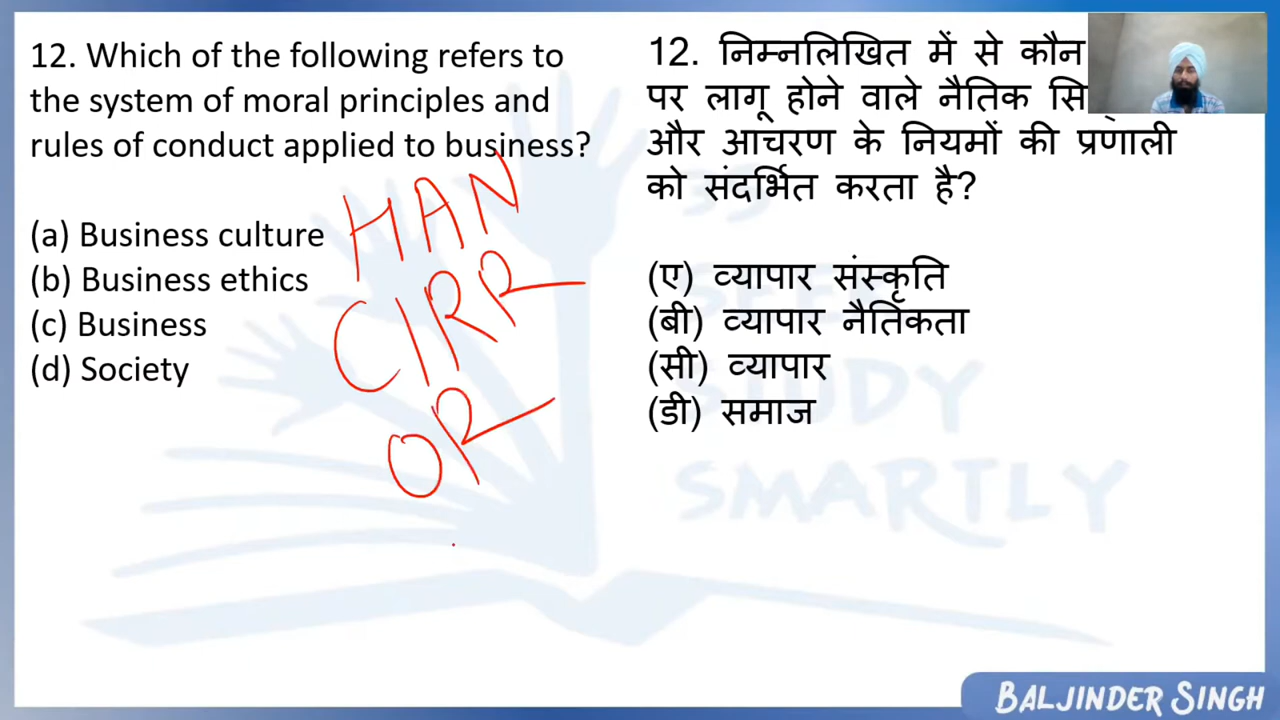 12. Which of the following refers to
the system of moral principles and
rules of conduct applied to business?
(a) Business culture
(b) Business ethics
(c) Business
(d) Society
HAN
CIRR
OR
12. निम्नलिखित में से कौन
पर लागू होने वाले नैतिक
और आचरण के नियमों की प्रणाली
को संदर्भित करता है?
(ए) व्यापार संस्कृति
(बी) व्यापार नैतिकता
(सी) व्यापार
(डी) समाज
STUDY
SMARTLY
BALJINDER SINGH